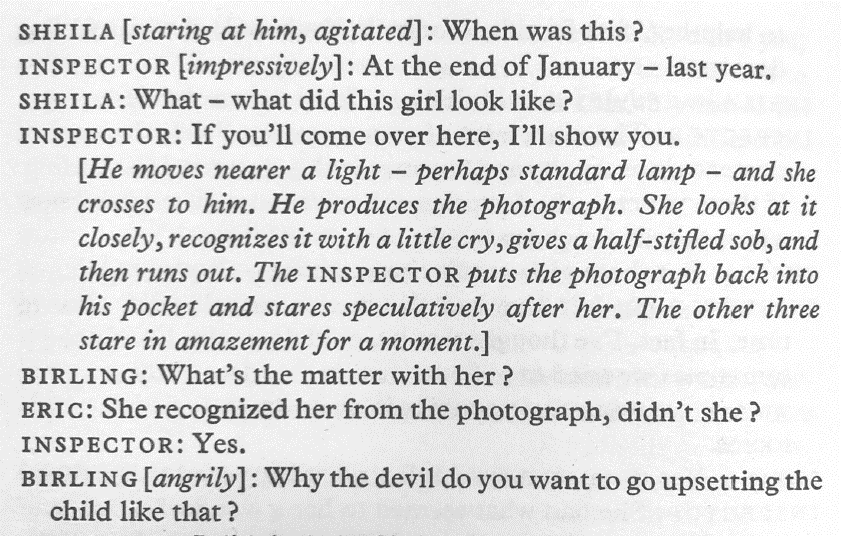 SHEILA [staring at him, agitated]: When was this?
INSPECTOR [impressively]: At the end of January – last year.
SHEILA: What – what did this girl look like?
INSPECTOR: If you'll come over here, I'll show you.
[He moves nearer a light – perhaps standard lamp – and she
crosses to him. He produces the photograph. She looks at it
closely, recognizes it with a little cry, gives a half-stifled sob, and
then runs out. The INSPECTOR puts the photograph back into
his pocket and stares speculatively after her. The other three
stare in amazement for a moment.]
BIRLING: What's the matter with her?
ERIC: She recognized her from the photograph, didn't she?
INSPECTOR: Yes.
BIRLING [angrily]: Why the devil do you want to go upsetting the
child like that?